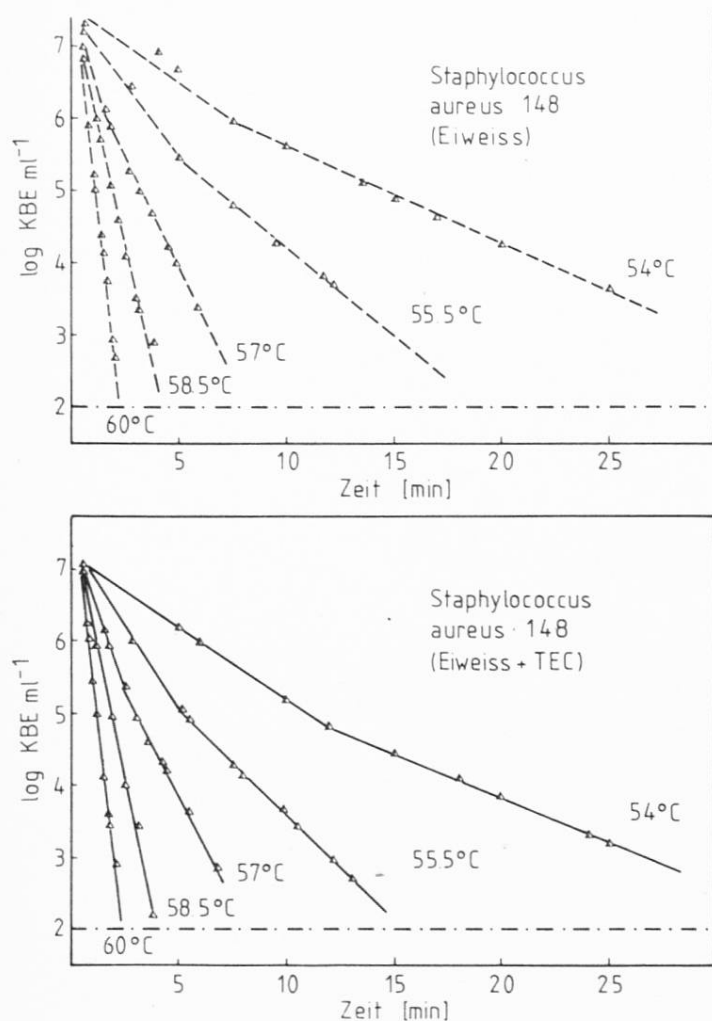 log KBE ml⁻¹
7
6
5
4
3
2
Staphylococcus
aureus 148
(Eiweiss)
54°C
55.5°C
57°C
58.5°C
60°C
5 10 15 20 25
Zeit [min]
log KBE ml⁻¹
7
6
5
4
3
2
Staphylococcus
aureus · 148
(Eiweiss + TEC)
54°C
55.5°C
57°C
58.5°C
60°C
5 10 15 20 25
Zeit [min]